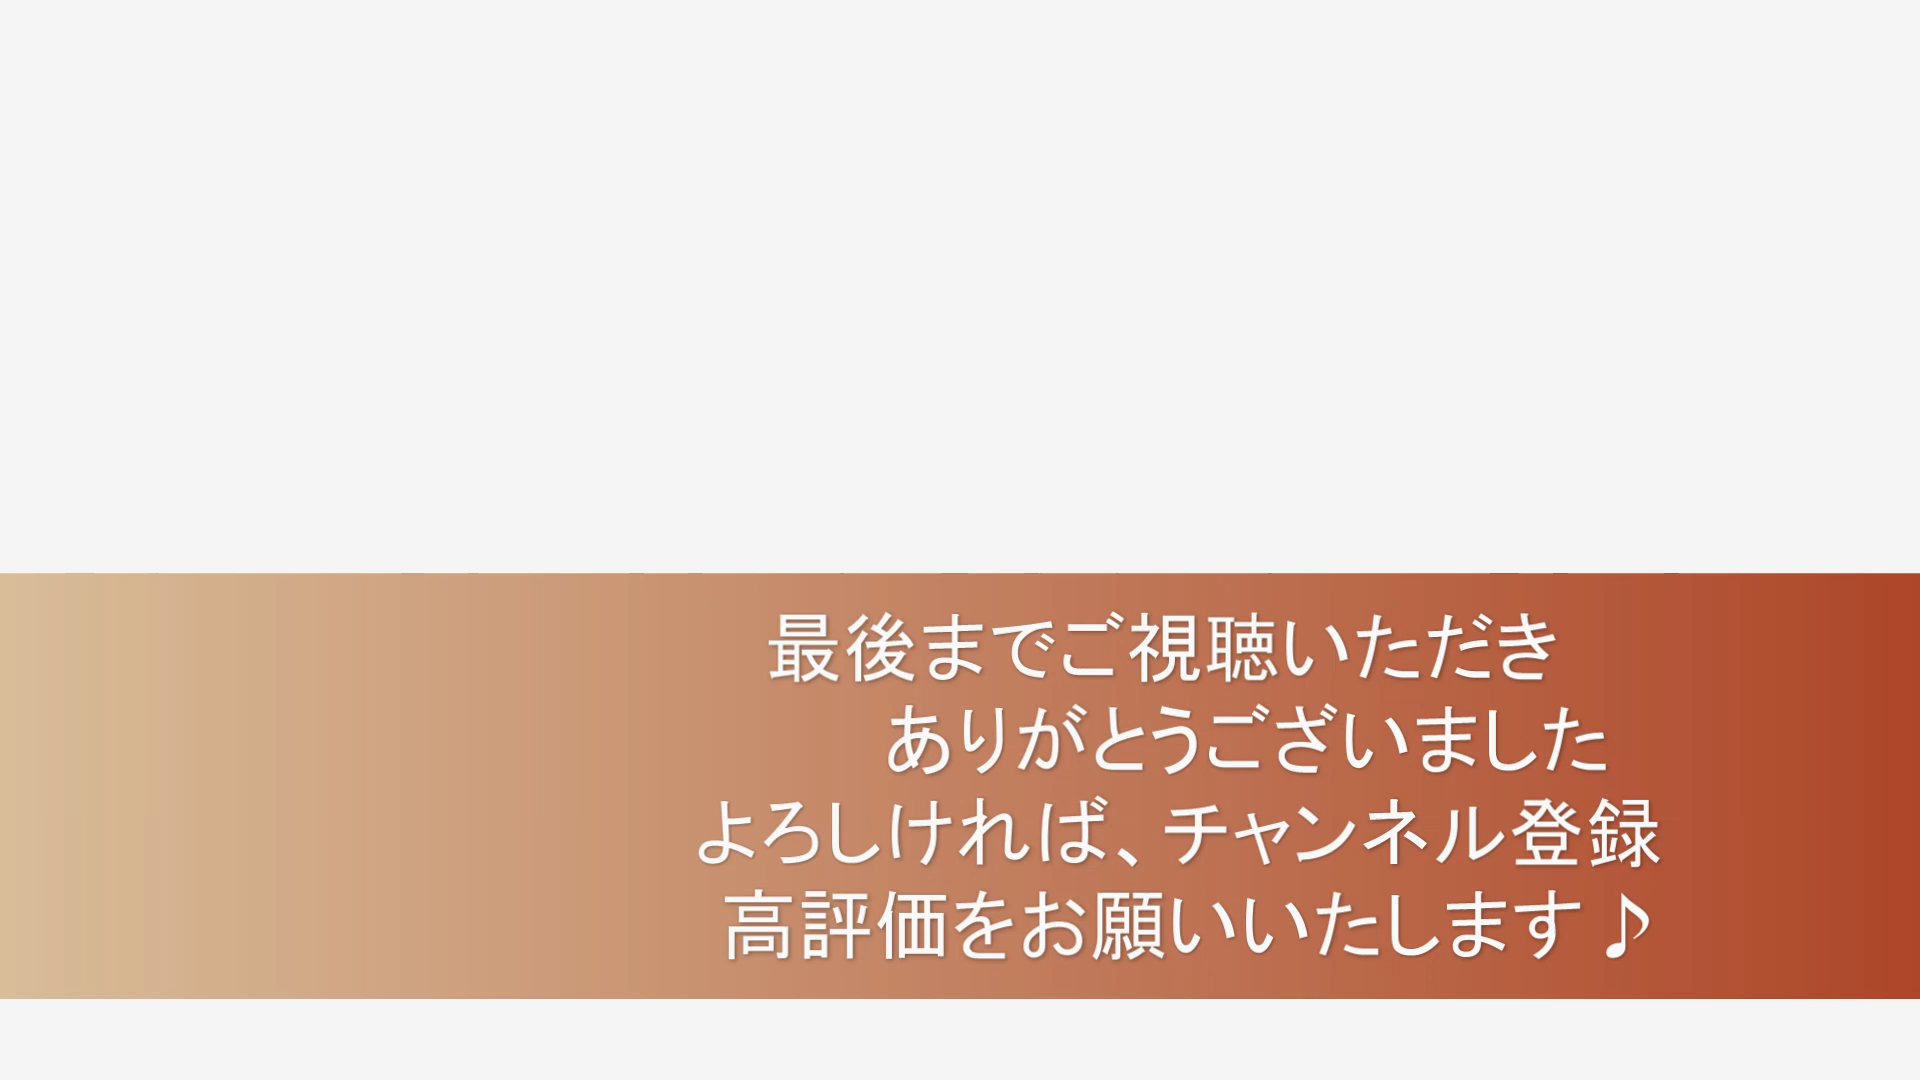 最後までご視聴いただき
ありがとうございました
よろしければ、チャンネル登録
高評価をお願いいたします♪